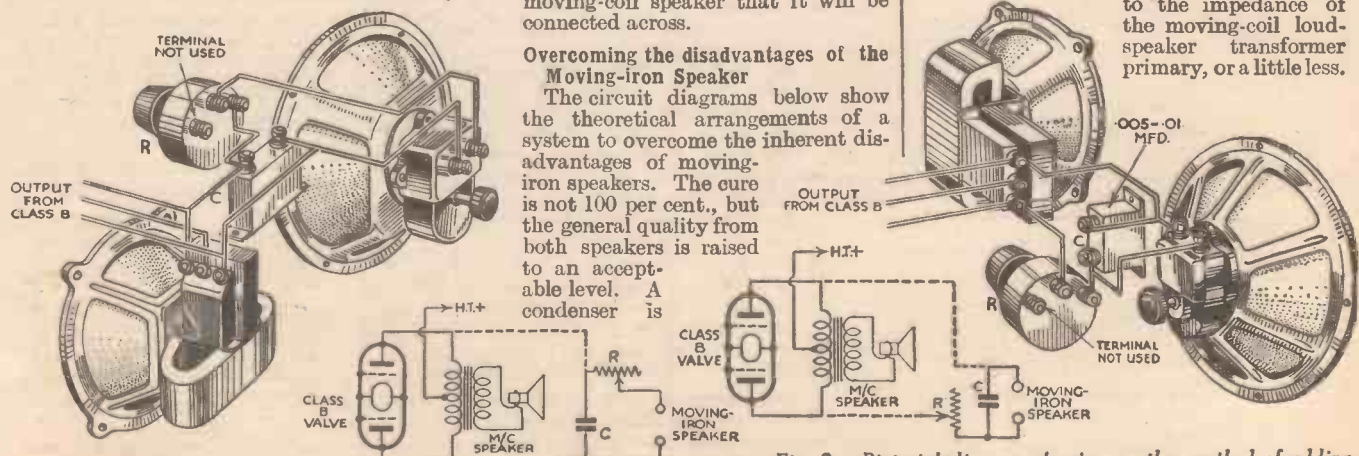 TERMINAL
NOT USED
R
C
OUTPUT
FROM
CLASS B
moving-coil speaker that it will be
connected across.
Overcoming the disadvantages of the
Moving-iron Speaker
The circuit diagrams below show
the theoretical arrangements of a
system to overcome the inherent dis-
advantages of moving-
iron speakers. The cure
is not 100 per cent., but
the general quality from
both speakers is raised
to an accept-
able level. A
condenser is
H.T.+
CLASS
B
VALVE
M/C
SPEAKER
R
C
MOVING-
IRON
SPEAKER
to the impedance of
the moving-coil loud-
speaker transformer
primary, or a little less.
·005-·01
MFD.
OUTPUT
FROM CLASS B
C
R
TERMINAL
NOT USED
H.T.+
CLASS
B
VALVE
M/C
SPEAKER
R
C
MOVING-
IRON
SPEAKER